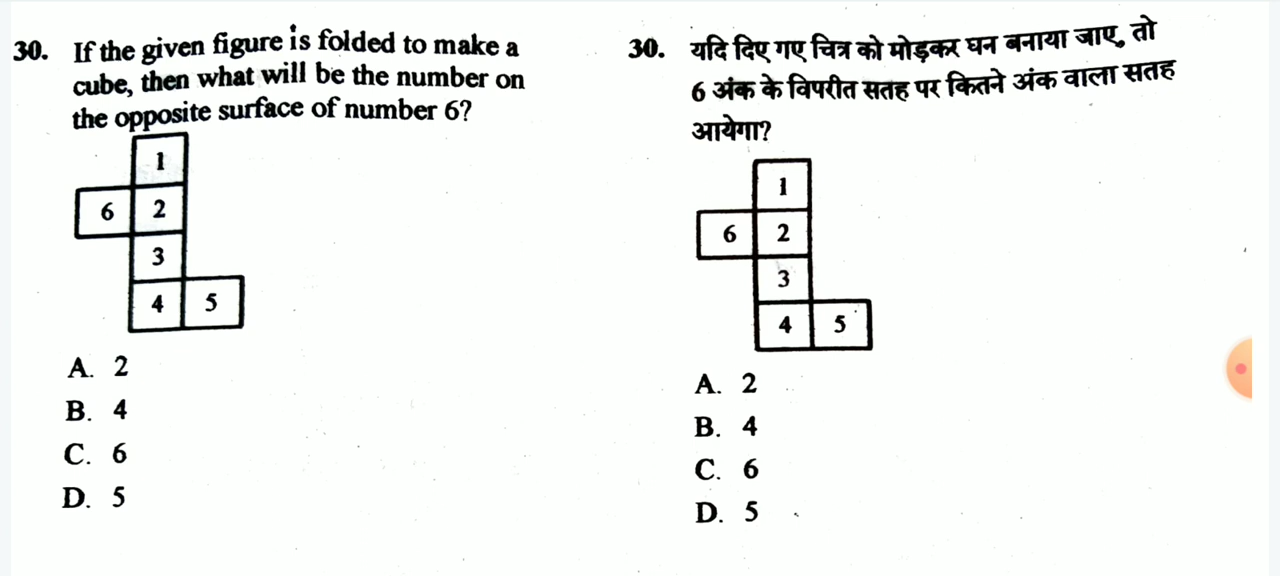 30. If the given figure is folded to make a
cube, then what will be the number on
the opposite surface of number 6?
1
6 2
3
4 5
A. 2
B. 4
C. 6
D. 5
30. यदि दिए गए चित्र को मोड़कर घन बनाया जाए, तो
6 अंक के विपरीत सतह पर कितने अंक वाला सतह
आयेगा?
1
6 2
3
4 5
A. 2
B. 4
C. 6
D. 5